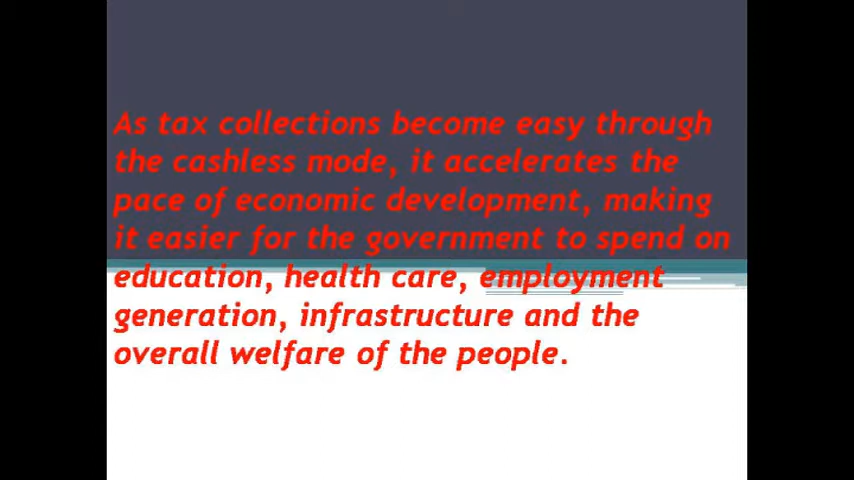 As tax collections become easy through
the cashless mode, it accelerates the
pace of economic development, making
it easier for the government to spend on
education, health care, employment
generation, infrastructure and the
overall welfare of the people.